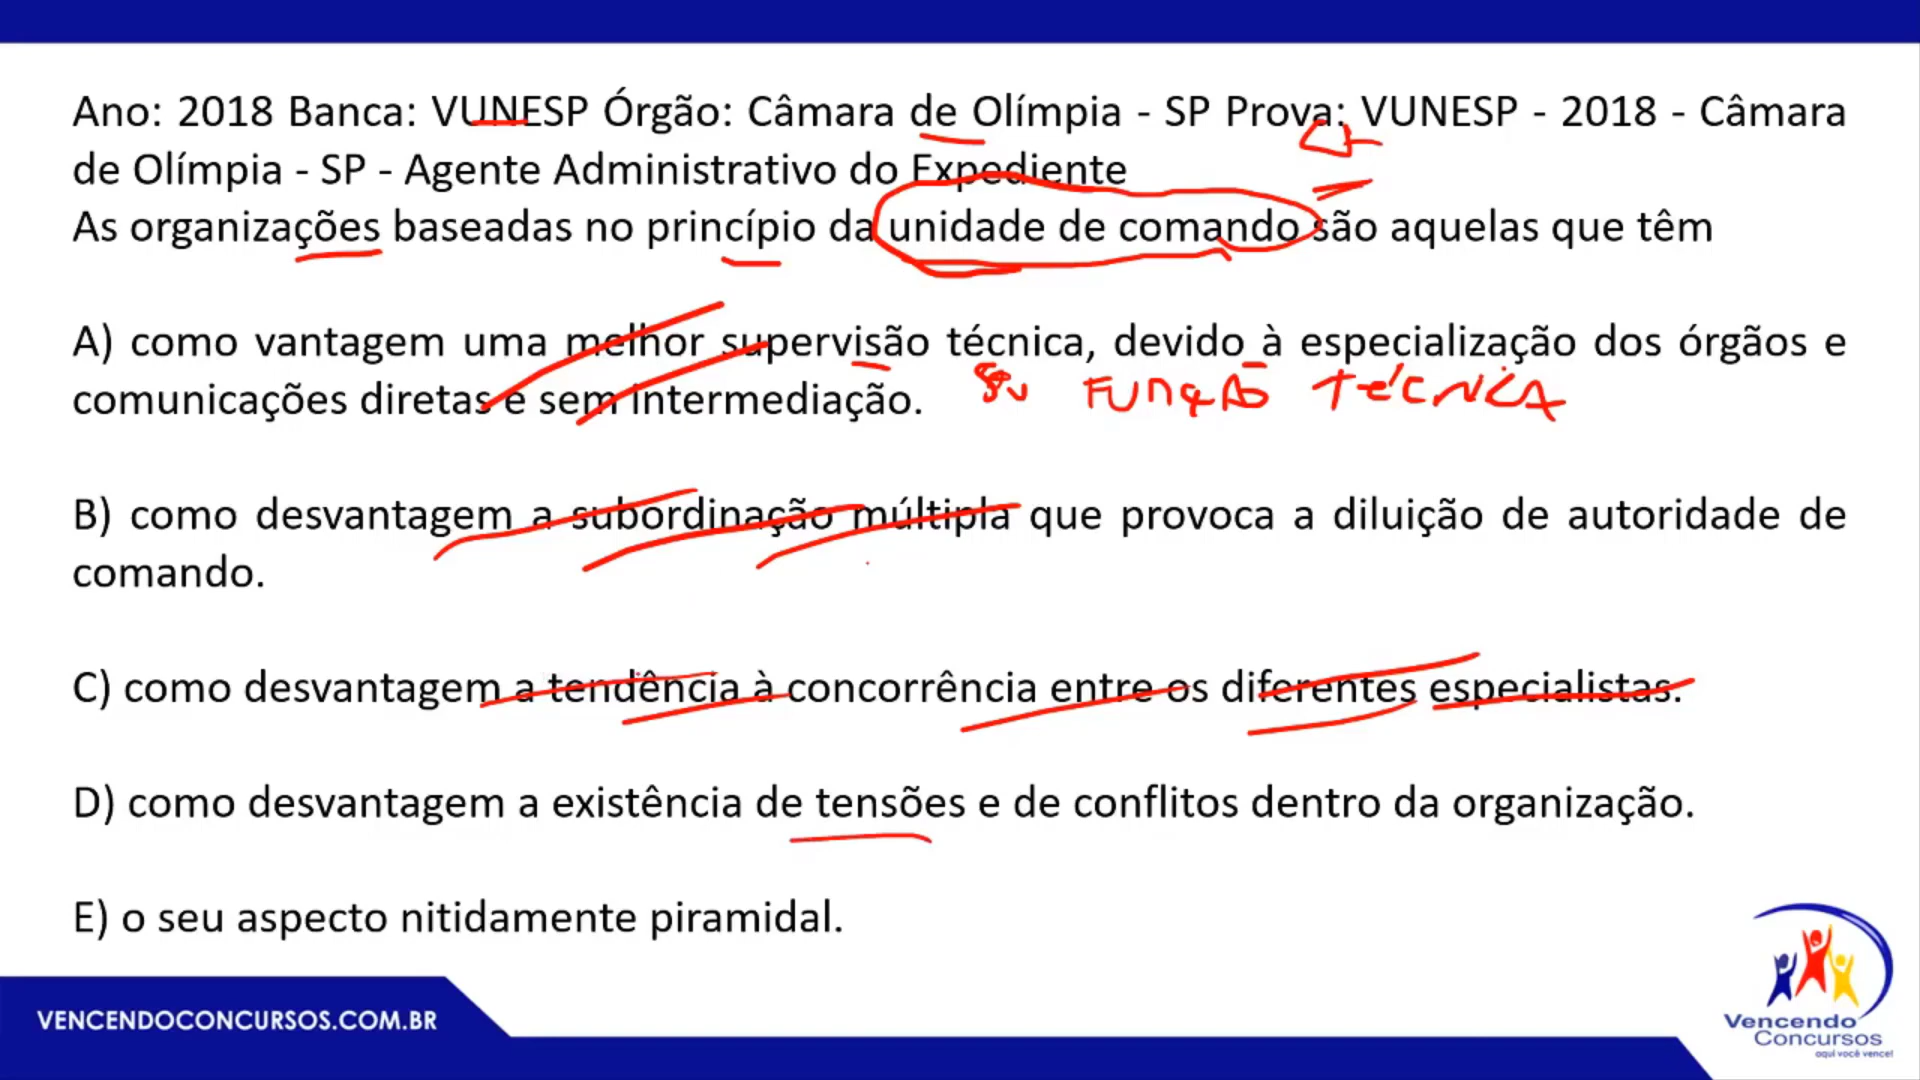 Ano: 2018 Banca: VUNESP Órgão: Câmara de Olímpia - SP Prova: VUNESP - 2018 - Câmara
de Olímpia - SP - Agente Administrativo do Expediente
As organizações baseadas no princípio da unidade de comando são aquelas que têm
A) como vantagem uma melhor supervisão técnica, devido à especialização dos órgãos e
comunicações diretas e sem intermediação.
FUNÇÃO TÉCNICA
B) como desvantagem a subordinação múltipla que provoca a diluição de autoridade de
comando.
C) como desvantagem a tendência à concorrência entre os diferentes especialistas.
D) como desvantagem a existência de tensões e de conflitos dentro da organização.
E) o seu aspecto nitidamente piramidal.
VENCENDOCONCURSOS.COM.BR
Vencendo
Concursos
aqui você vence!